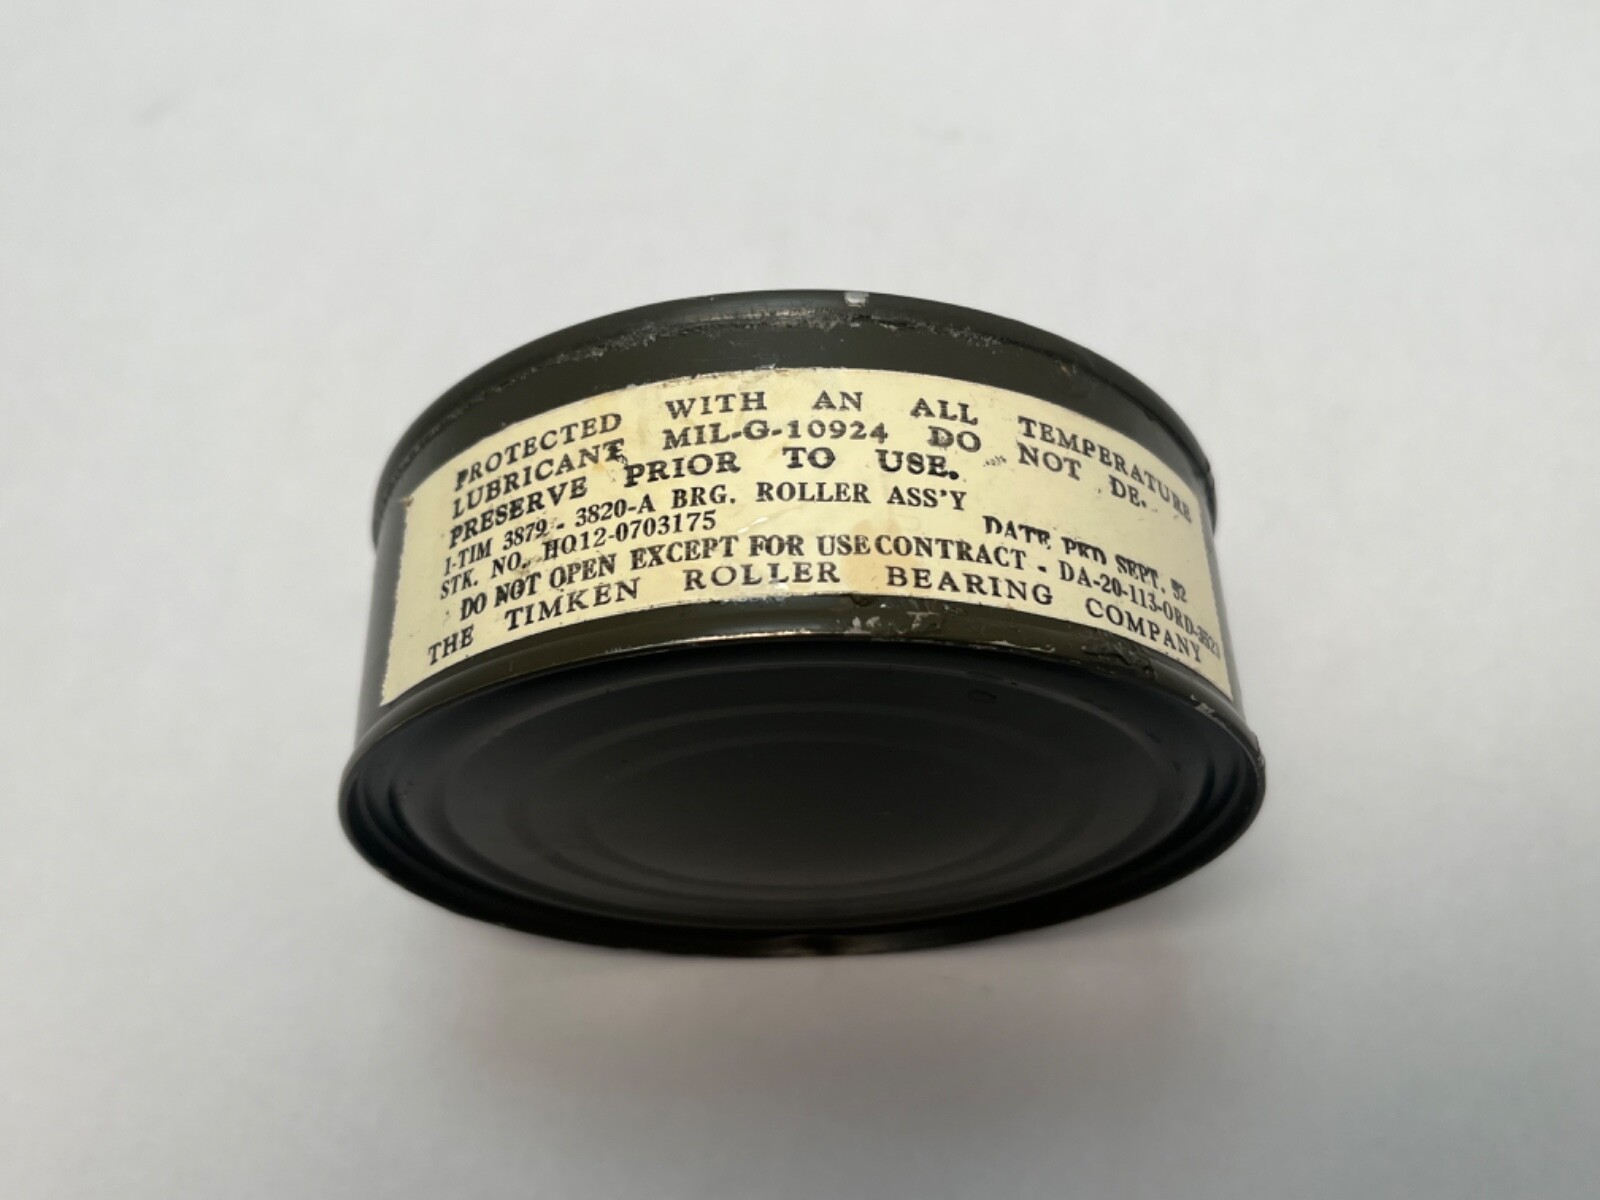 PROTECTED WITH AN ALL TEMPERATURE
LUBRICANT MIL-G-10924 DO NOT DE-
PRESERVE PRIOR TO USE.
1-TIM 3879 - 3820-A BRG. ROLLER ASS'Y
STK. NO. HO12-0703175 DATE PKD SEPT. 52
DO NOT OPEN EXCEPT FOR USE CONTRACT - DA-20-113-ORD-
THE TIMKEN ROLLER BEARING COMPANY